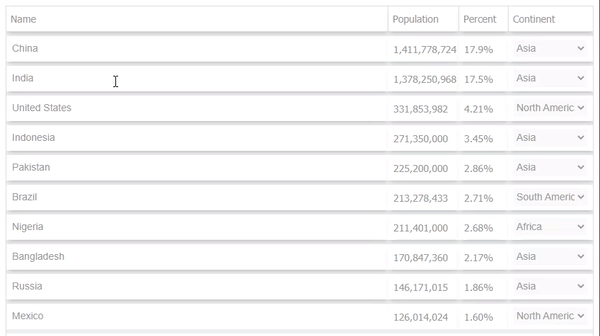 Name Population Percent Continent
China 1,411,778,724 17.9% Asia
India 1,378,250,968 17.5% Asia
United States 331,853,982 4.21% North Americ
Indonesia 271,350,000 3.45% Asia
Pakistan 225,200,000 2.86% Asia
Brazil 213,278,433 2.71% South Americ
Nigeria 211,401,000 2.68% Africa
Bangladesh 170,847,360 2.17% Asia
Russia 146,171,015 1.86% Asia
Mexico 126,014,024 1.60% North Americ